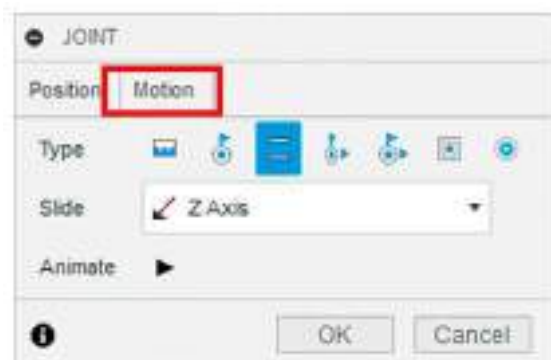 JOINT
Position Motion
Type
Slide Z Axis
Animate
OK Cancel